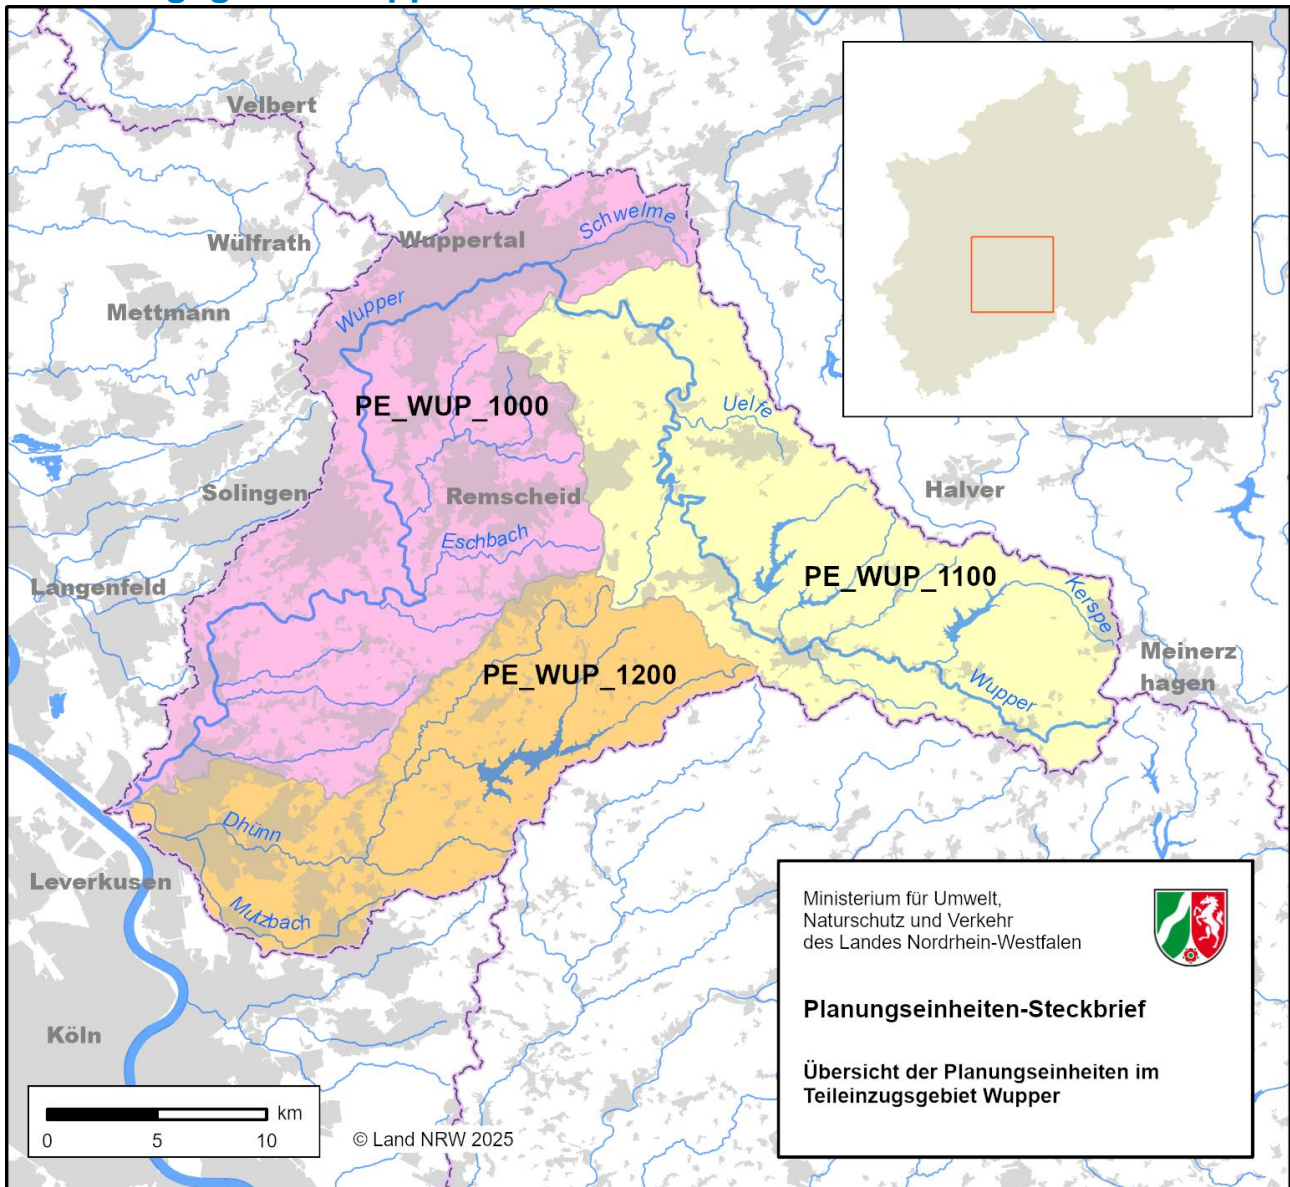 Velbert
Wülfrath
Wuppertal
Schwelme
Mettmann
Wupper
PE_WUP_1000
Uelfe
Solingen
Remscheid
Halver
Eschbach
Langenfeld
PE_WUP_1100
Kerspe
Meinerz
hagen
PE_WUP_1200
Wupper
Dhünn
Leverkusen
Mutzbach
Köln
km
0 5 10
© Land NRW 2025
Ministerium für Umwelt,
Naturschutz und Verkehr
des Landes Nordrhein-Westfalen
Planungseinheiten-Steckbrief
Übersicht der Planungseinheiten im
Teileinzugsgebiet Wupper